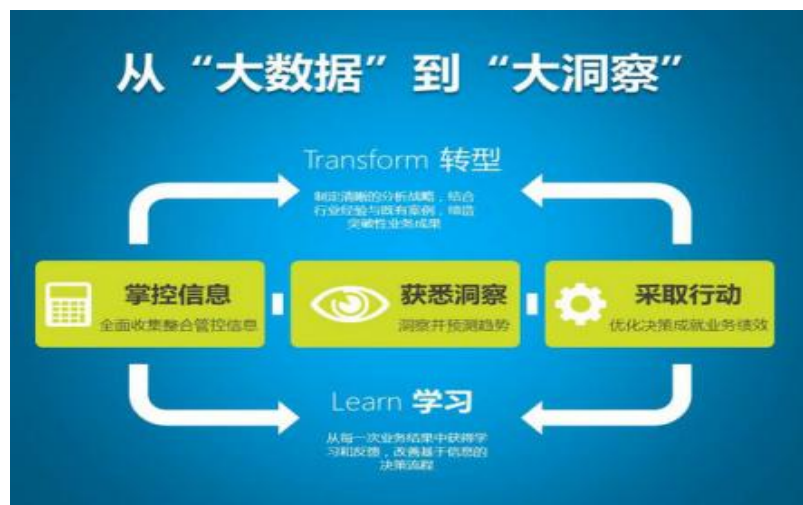 从“大数据”到“大洞察”
Transform 转型
制定清晰的分析战略，结合
行业经验与既有案例，缔造
突破性业务成果
掌控信息
全面收集整合管控信息
获悉洞察
洞察并预测趋势
采取行动
优化决策成就业务绩效
Learn 学习
从每一次业务结果中获得学
习和反馈，改善基于信息的
决策流程